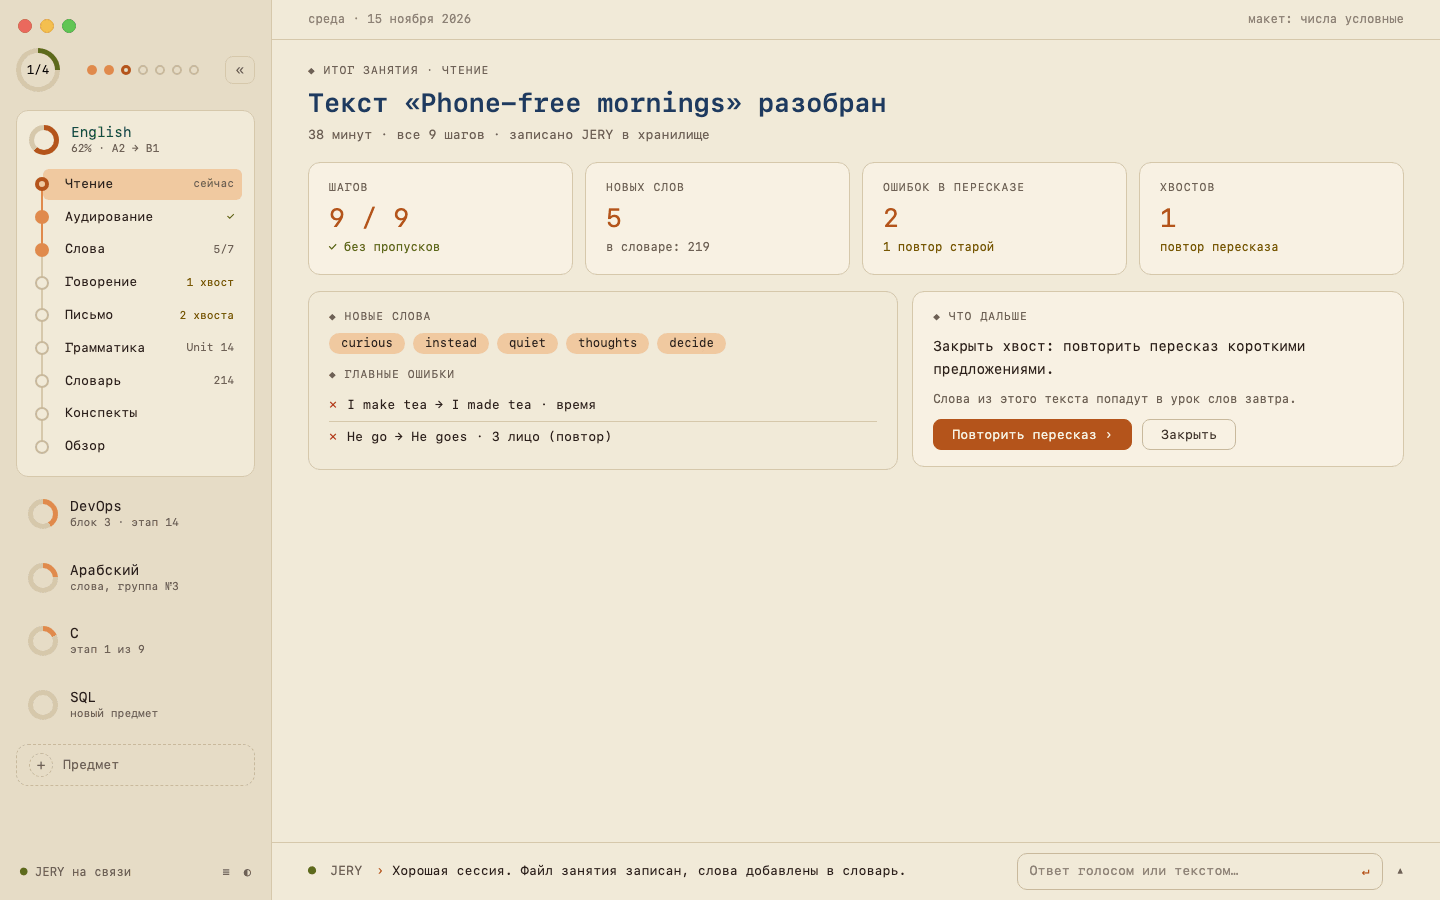 среда · 15 ноября 2026
макет: числа условные
1/4
«
English
62% · A2 → B1
Чтение сейчас
Аудирование ✓
Слова 5/7
Говорение 1 хвост
Письмо 2 хвоста
Грамматика Unit 14
Словарь 214
Конспекты
Обзор
DevOps
блок 3 · этап 14
Арабский
слова, группа №3
C
этап 1 из 9
SQL
новый предмет
+ Предмет
JERY на связи
◆ ИТОГ ЗАНЯТИЯ · ЧТЕНИЕ
Текст «Phone-free mornings» разобран
38 минут · все 9 шагов · записано JERY в хранилище
ШАГОВ
9 / 9
✓ без пропусков
НОВЫХ СЛОВ
5
в словаре: 219
ОШИБОК В ПЕРЕСКАЗЕ
2
1 повтор старой
ХВОСТОВ
1
повтор пересказа
◆ НОВЫЕ СЛОВА
curious instead quiet thoughts decide
◆ ГЛАВНЫЕ ОШИБКИ
× I make tea → I made tea · время
× He go → He goes · 3 лицо (повтор)
◆ ЧТО ДАЛЬШЕ
Закрыть хвост: повторить пересказ короткими
предложениями.
Слова из этого текста попадут в урок слов завтра.
Повторить пересказ ›
Закрыть
JERY › Хорошая сессия. Файл занятия записан, слова добавлены в словарь.
Ответ голосом или текстом… ↵